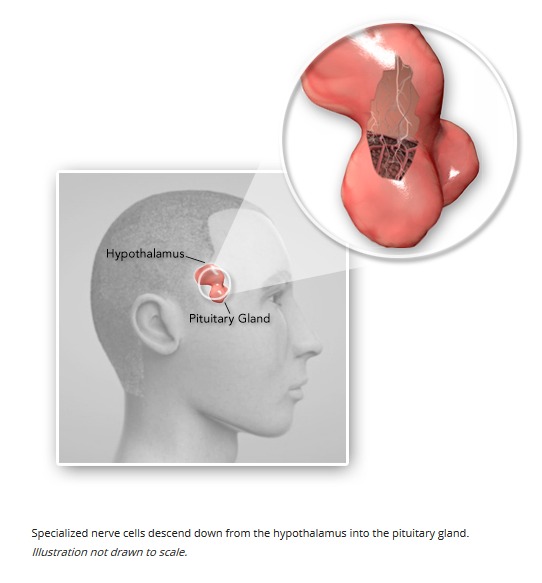 Hypothalamus
Pituitary Gland
Specialized nerve cells descend down from the hypothalamus into the pituitary gland.
Illustration not drawn to scale.